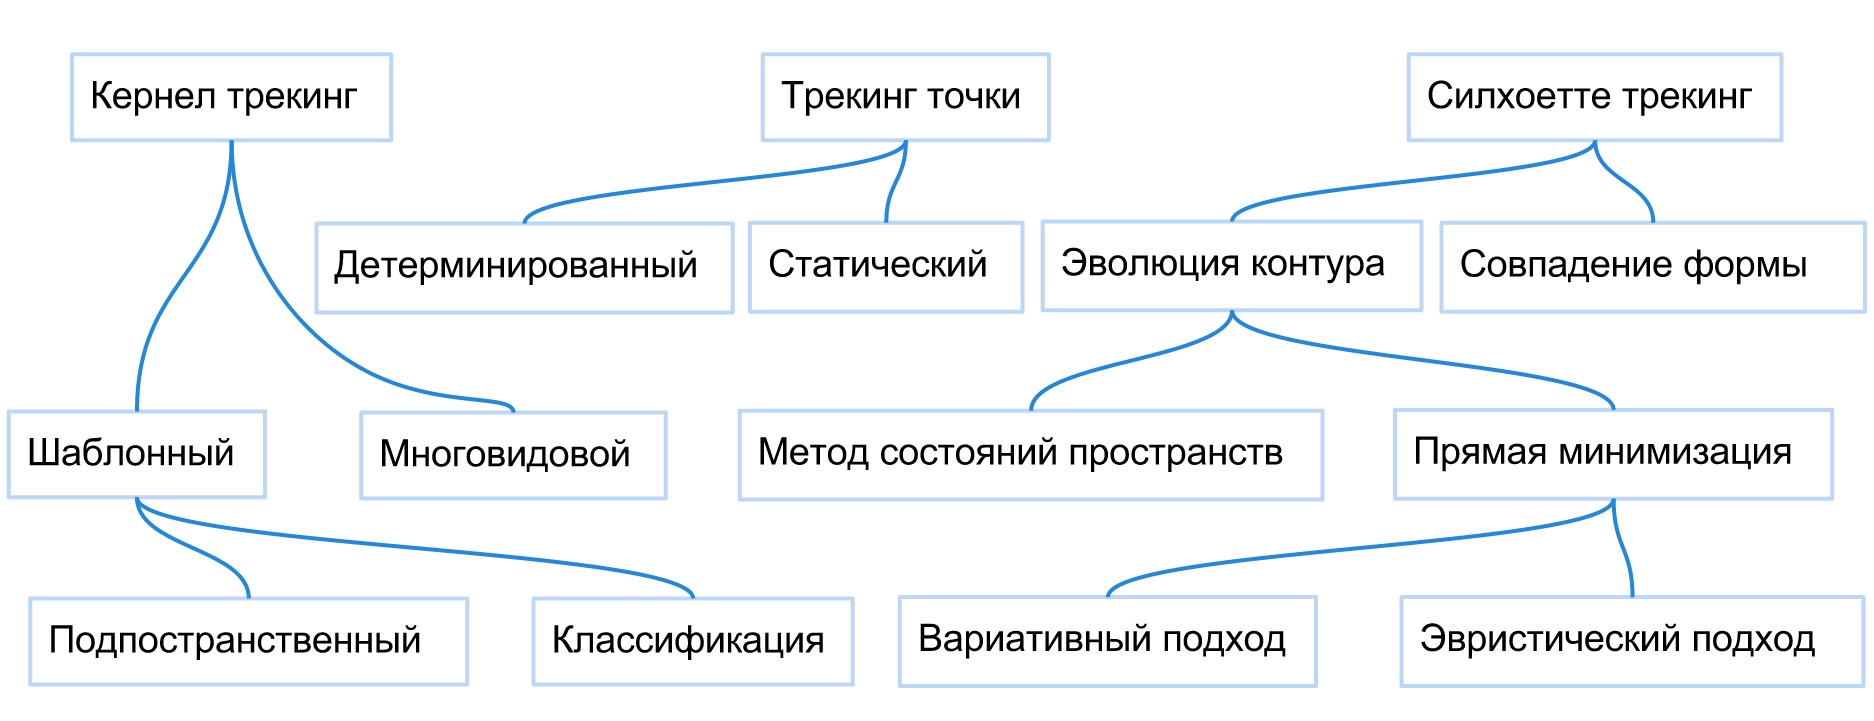 Кернел трекинг
Трекинг точки
Силхоетте трекинг
Детерминированный
Статический
Эволюция контура
Совпадение формы
Шаблонный
Многовидовой
Метод состояний пространств
Прямая минимизация
Подпостранственный
Классификация
Вариативный подход
Эвристический подход